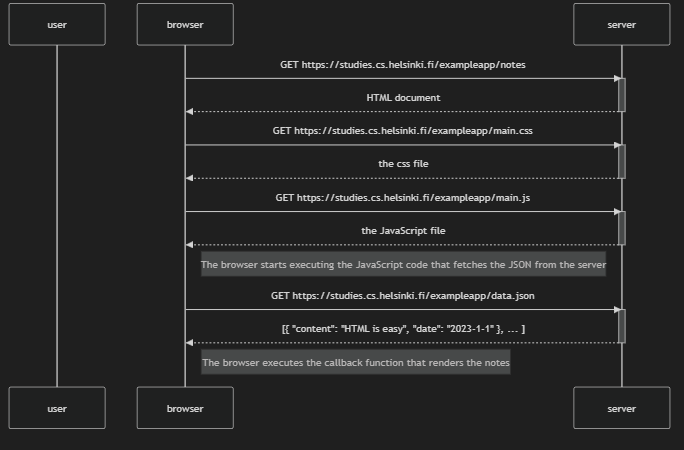 user browser server
GET https://studies.cs.helsinki.fi/exampleapp/notes
HTML document
GET https://studies.cs.helsinki.fi/exampleapp/main.css
the css file
GET https://studies.cs.helsinki.fi/exampleapp/main.js
the JavaScript file
The browser starts executing the JavaScript code that fetches the JSON from the server
GET https://studies.cs.helsinki.fi/exampleapp/data.json
[{ "content": "HTML is easy", "date": "2023-1-1" }, ... ]
The browser executes the callback function that renders the notes
user browser server